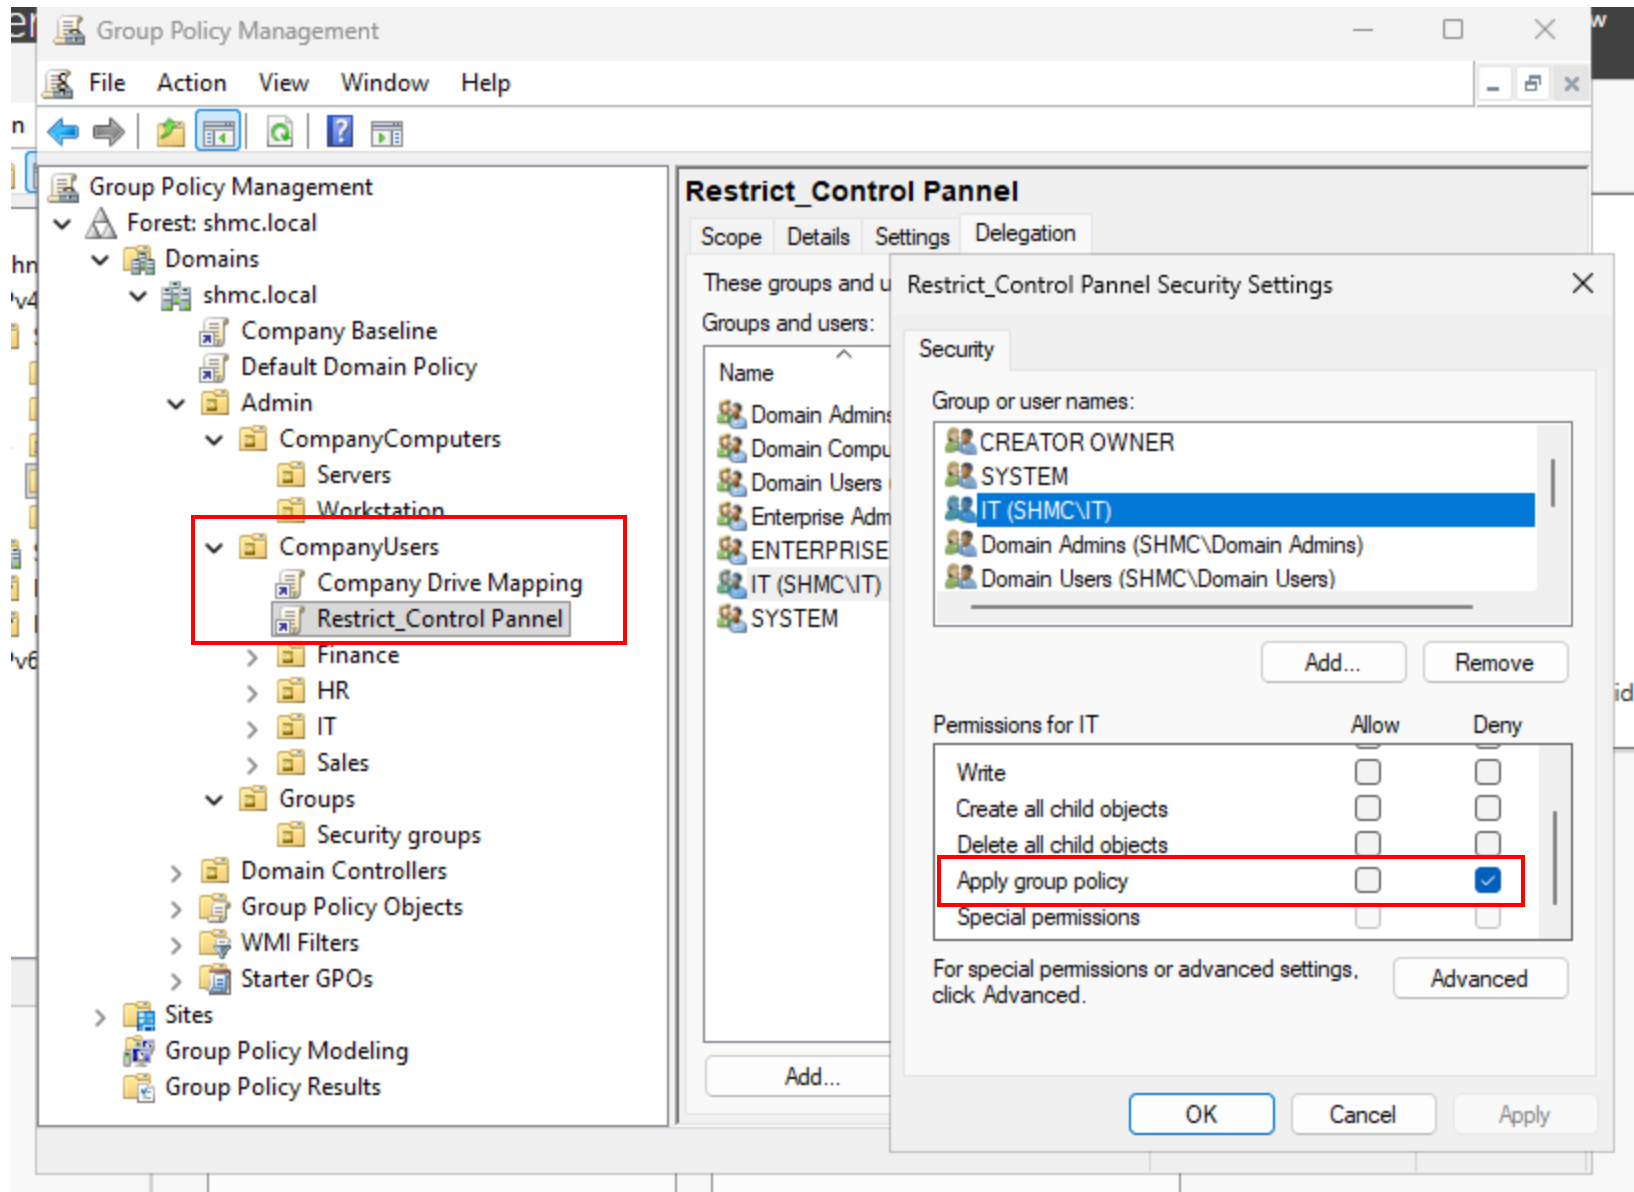 Group Policy Management
File Action View Window Help
Group Policy Management
Forest: shmc.local
Domains
shmc.local
Company Baseline
Default Domain Policy
Admin
CompanyComputers
Servers
Workstation
CompanyUsers
Company Drive Mapping
Restrict_Control Pannel
Finance
HR
IT
Sales
Groups
Security groups
Domain Controllers
Group Policy Objects
WMI Filters
Starter GPOs
Sites
Group Policy Modeling
Group Policy Results
Restrict_Control Pannel
Scope Details Settings Delegation
These groups and u
Groups and users:
Name
Domain Admins
Domain Compu
Domain Users
Enterprise Adm
ENTERPRISE
IT (SHMC\IT)
SYSTEM
Add...
Restrict_Control Pannel Security Settings
Security
Group or user names:
CREATOR OWNER
SYSTEM
IT (SHMC\IT)
Domain Admins (SHMC\Domain Admins)
Domain Users (SHMC\Domain Users)
Add... Remove
Permissions for IT Allow Deny
Write
Create all child objects
Delete all child objects
Apply group policy
Special permissions
For special permissions or advanced settings,
click Advanced.
Advanced
OK Cancel Apply